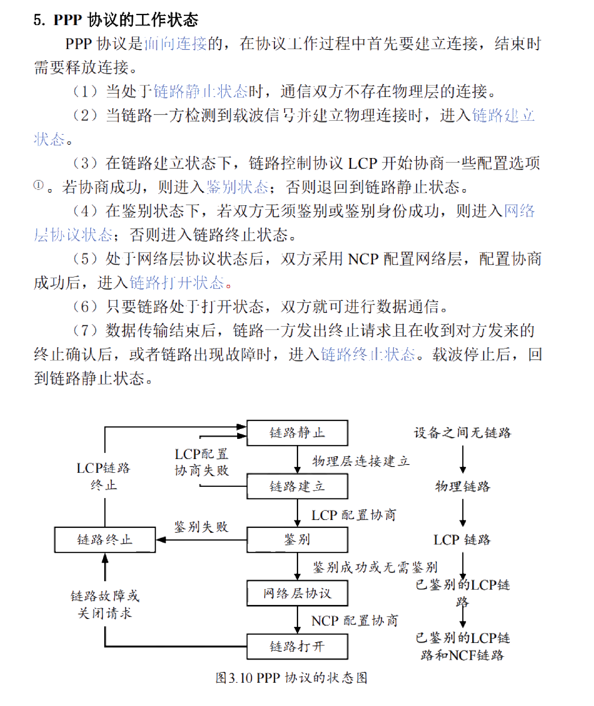 5. PPP 协议的工作状态
PPP 协议是面向连接的，在协议工作过程中首先要建立连接，结束时
需要释放连接。
（1）当处于链路静止状态时，通信双方不存在物理层的连接。
（2）当链路一方检测到载波信号并建立物理连接时，进入链路建立
状态。
（3）在链路建立状态下，链路控制协议 LCP 开始协商一些配置选项
①。若协商成功，则进入鉴别状态；否则退回到链路静止状态。
（4）在鉴别状态下，若双方无须鉴别或鉴别身份成功，则进入网络
层协议状态；否则进入链路终止状态。
（5）处于网络层协议状态后，双方采用 NCP 配置网络层，配置协商
成功后，进入链路打开状态。
（6）只要链路处于打开状态，双方就可进行数据通信。
（7）数据传输结束后，链路一方发出终止请求且在收到对方发来的
终止确认后，或者链路出现故障时，进入链路终止状态。载波停止后，回
到链路静止状态。
链路静止
设备之间无链路
LCP配置
协商失败
物理层连接建立
LCP链路
终止
链路建立
物理链路
LCP 配置协商
鉴别失败
链路终止
鉴别
LCP 链路
鉴别成功或无需鉴别
链路故障或
关闭请求
网络层协议
已鉴别的LCP链
路
NCP 配置协商
链路打开
已鉴别的LCP链
路和NCF链路
图3.10 PPP 协议的状态图